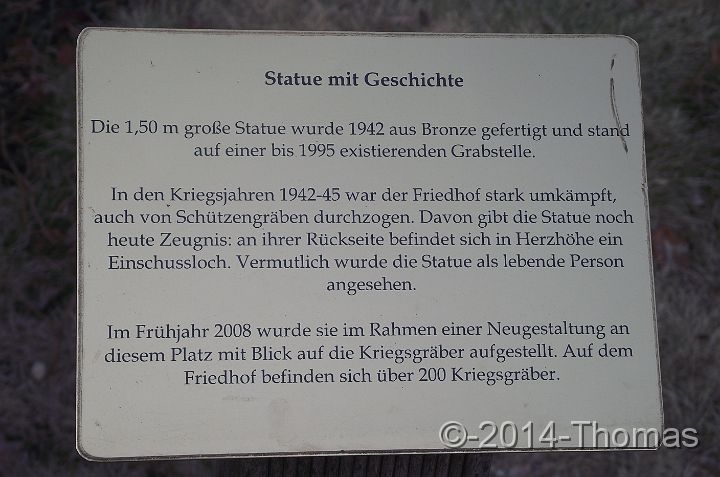 Statue mit Geschichte
Die 1,50 m große Statue wurde 1942 aus Bronze gefertigt und stand
auf einer bis 1995 existierenden Grabstelle.
In den Kriegsjahren 1942-45 war der Friedhof stark umkämpft,
auch von Schützengräben durchzogen. Davon gibt die Statue noch
heute Zeugnis: an ihrer Rückseite befindet sich in Herzhöhe ein
Einschussloch. Vermutlich wurde die Statue als lebende Person
angesehen.
Im Frühjahr 2008 wurde sie im Rahmen einer Neugestaltung an
diesem Platz mit Blick auf die Kriegsgräber aufgestellt. Auf dem
Friedhof befinden sich über 200 Kriegsgräber.
©-2014-Thomas